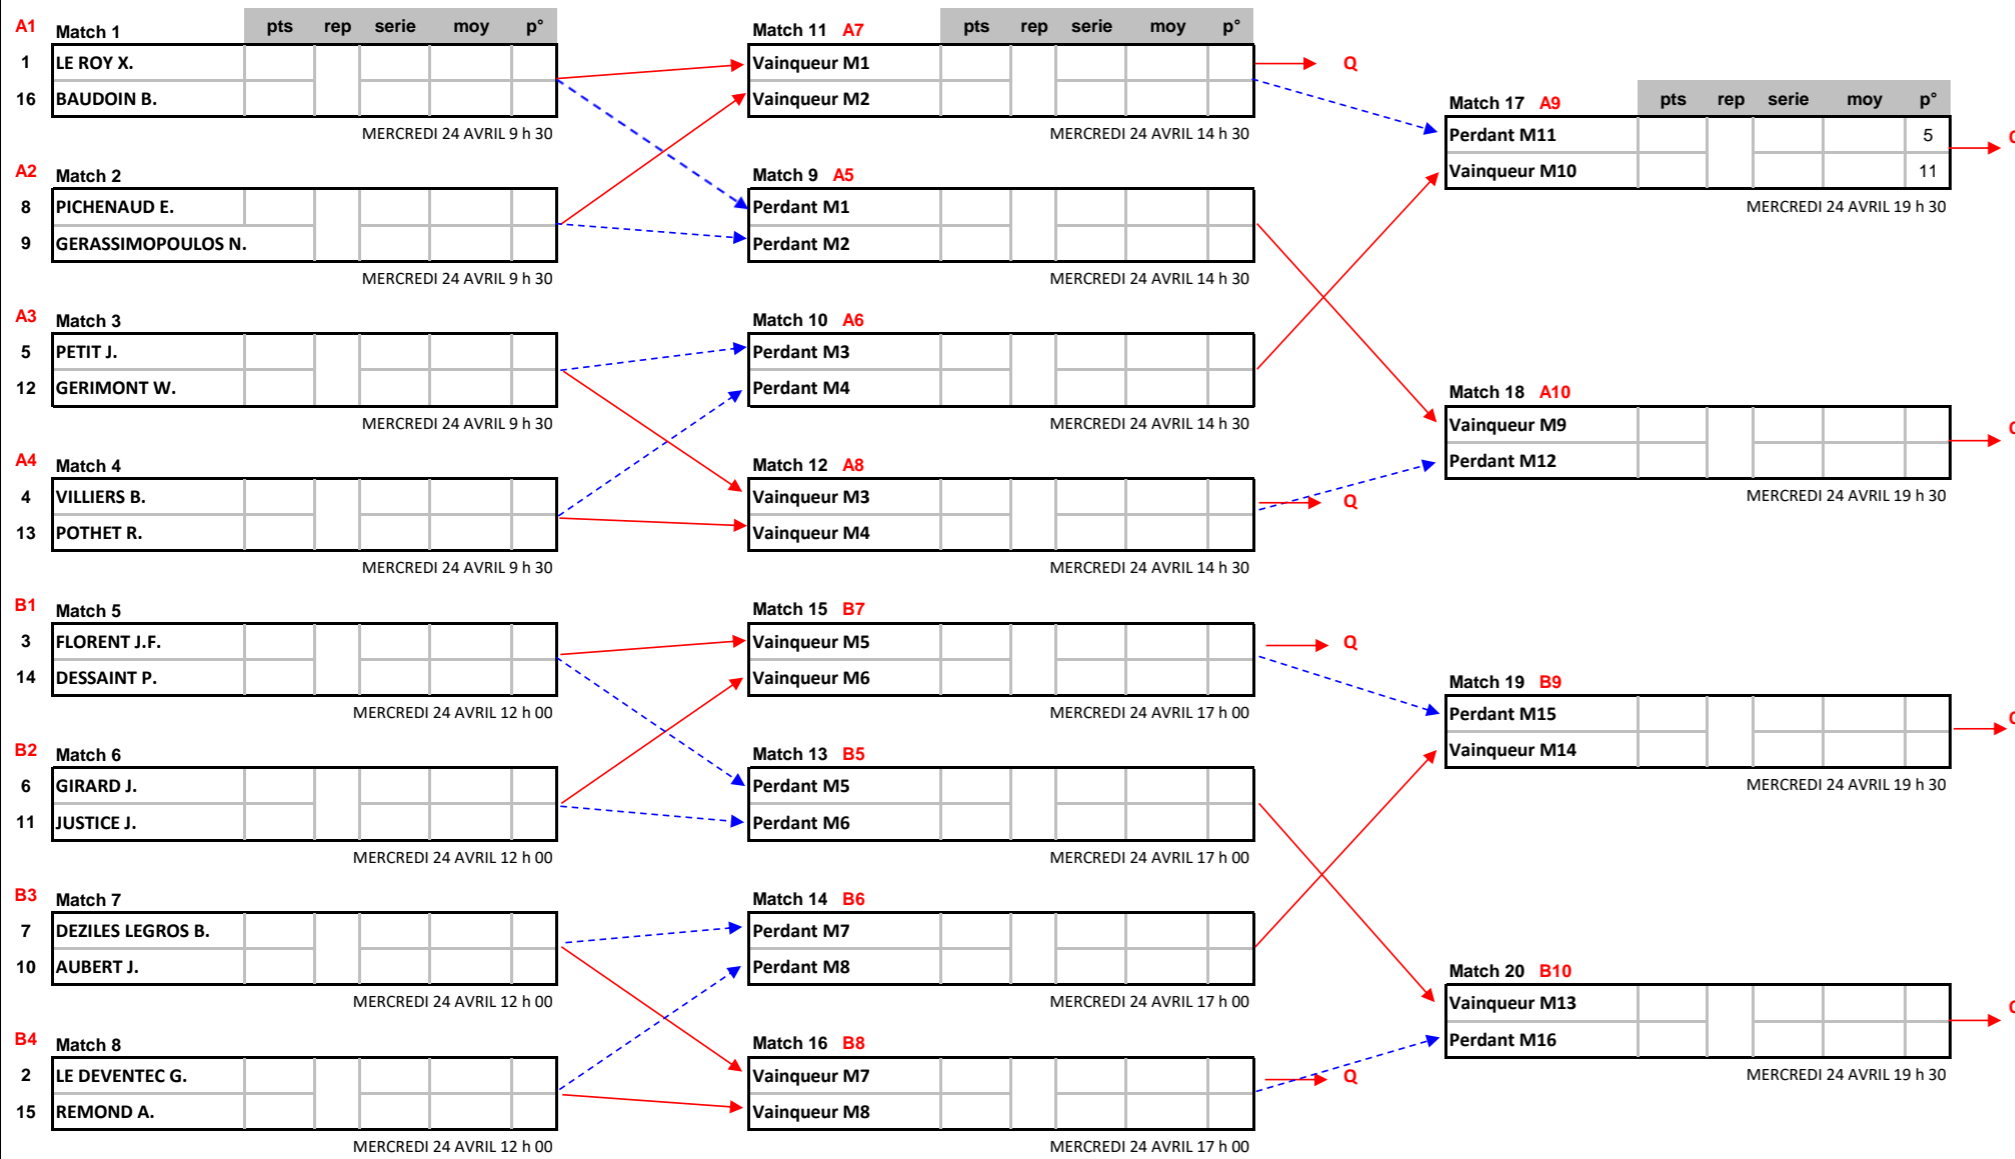 A1 Match 1 pts rep serie moy p°
1 LE ROY X.
16 BAUDOIN B.
MERCREDI 24 AVRIL 9 h 30
A2 Match 2
8 PICHENAUD E.
9 GERASSIMOPOULOS N.
MERCREDI 24 AVRIL 9 h 30
A3 Match 3
5 PETIT J.
12 GERIMONT W.
MERCREDI 24 AVRIL 9 h 30
A4 Match 4
4 VILLIERS B.
13 POTHET R.
MERCREDI 24 AVRIL 9 h 30
B1 Match 5
3 FLORENT J.F.
14 DESSAINT P.
MERCREDI 24 AVRIL 12 h 00
B2 Match 6
6 GIRARD J.
11 JUSTICE J.
MERCREDI 24 AVRIL 12 h 00
B3 Match 7
7 DEZILES LEGROS B.
10 AUBERT J.
MERCREDI 24 AVRIL 12 h 00
B4 Match 8
2 LE DEVENTEC G.
15 REMOND A.
MERCREDI 24 AVRIL 12 h 00
Match 11 A7 pts rep serie moy p°
Vainqueur M1 Q
Vainqueur M2
MERCREDI 24 AVRIL 14 h 30
Match 9 A5
Perdant M1
Perdant M2
MERCREDI 24 AVRIL 14 h 30
Match 10 A6
Perdant M3
Perdant M4
MERCREDI 24 AVRIL 14 h 30
Match 12 A8
Vainqueur M3 Q
Vainqueur M4
MERCREDI 24 AVRIL 14 h 30
Match 15 B7
Vainqueur M5 Q
Vainqueur M6
MERCREDI 24 AVRIL 17 h 00
Match 13 B5
Perdant M5
Perdant M6
MERCREDI 24 AVRIL 17 h 00
Match 14 B6
Perdant M7
Perdant M8
MERCREDI 24 AVRIL 17 h 00
Match 16 B8
Vainqueur M7 Q
Vainqueur M8
MERCREDI 24 AVRIL 17 h 00
Match 17 A9 pts rep serie moy p°
Perdant M11 5
Vainqueur M10 11
MERCREDI 24 AVRIL 19 h 30
Match 18 A10
Vainqueur M9
Perdant M12
MERCREDI 24 AVRIL 19 h 30
Match 19 B9
Perdant M15
Vainqueur M14
MERCREDI 24 AVRIL 19 h 30
Match 20 B10
Vainqueur M13
Perdant M16
MERCREDI 24 AVRIL 19 h 30